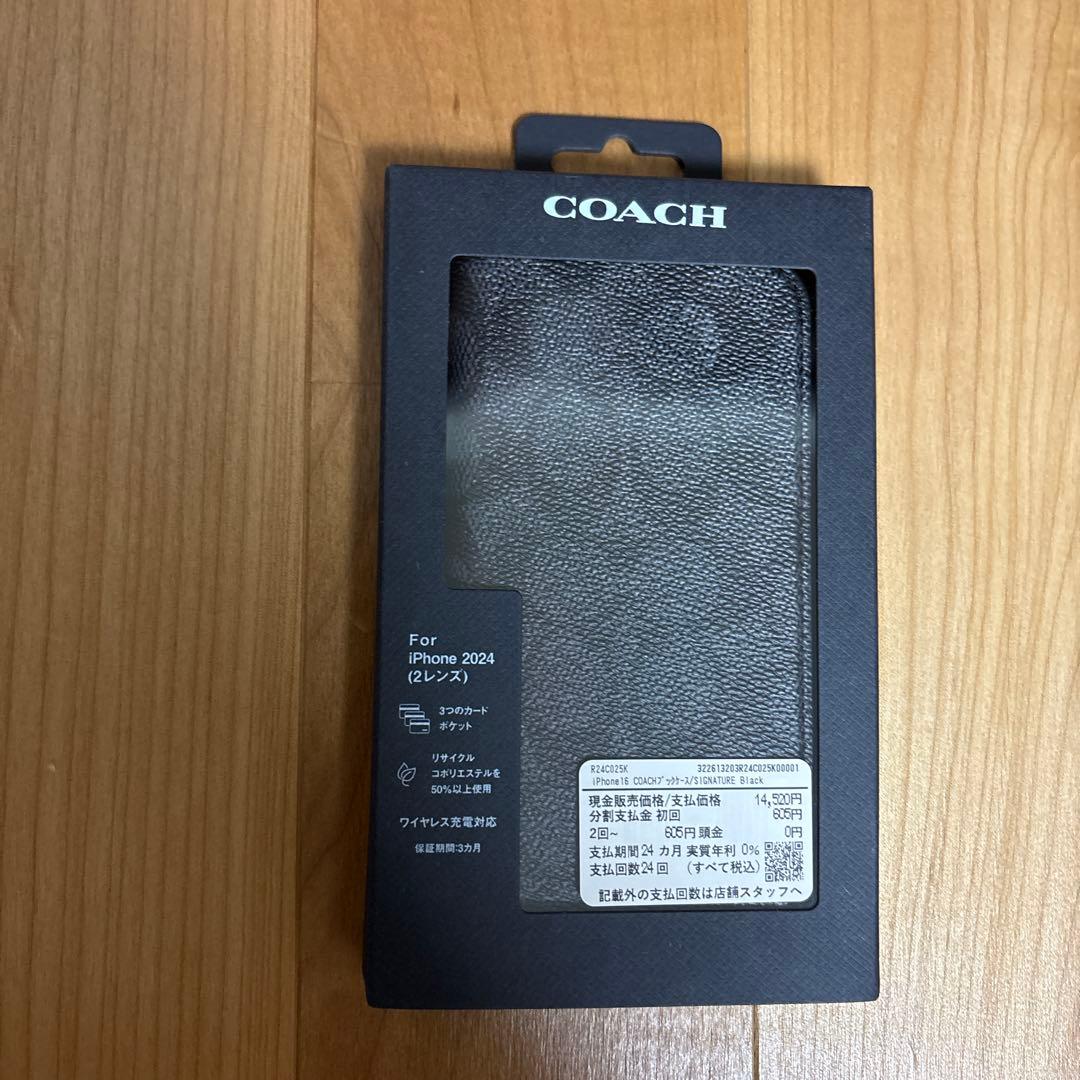 COACH
For
iPhone 2024
(2レンズ)
3つのカード
ポケット
リサイクル
コポリエステルを
50%以上使用
ワイヤレス充電対応
保証期間:3カ月
R24C025K 322613203R24C025K00001
iPhone16 COACHブックケース/SIGNATURE Black
現金販売価格/支払価格 14,520円
分割支払金 初回 605円
2回~ 605円 頭金 0円
支払期間24 カ月 実質年利 0%
支払回数24 回 (すべて税込)
記載外の支払回数は店舗スタッフへ